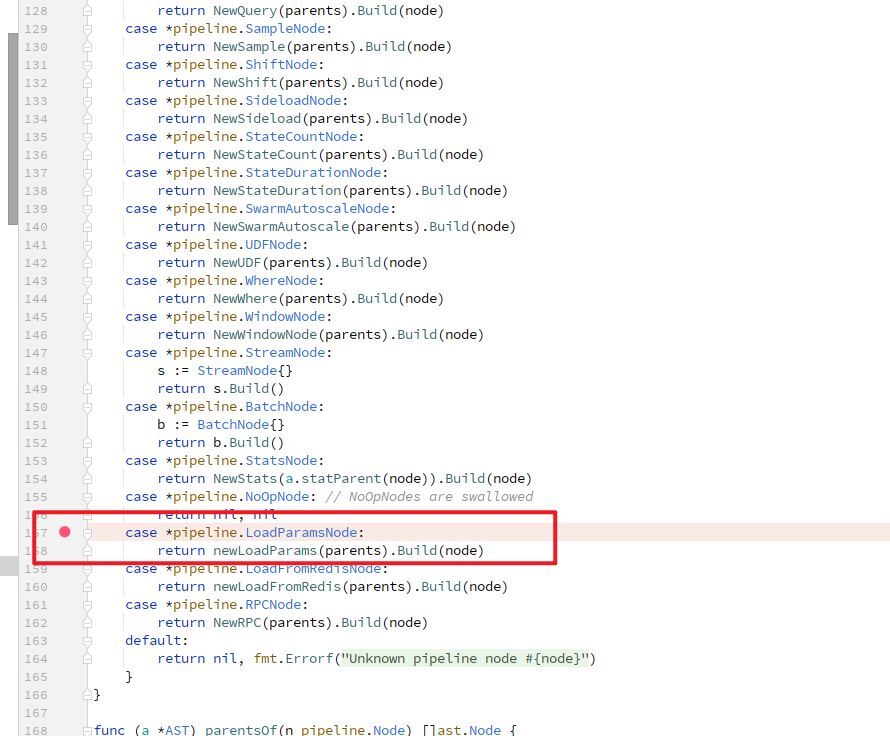 128 return NewQuery(parents).Build(node)
129 case *pipeline.SampleNode:
130 return NewSample(parents).Build(node)
131 case *pipeline.ShiftNode:
132 return NewShift(parents).Build(node)
133 case *pipeline.SideloadNode:
134 return NewSideload(parents).Build(node)
135 case *pipeline.StateCountNode:
136 return NewStateCount(parents).Build(node)
137 case *pipeline.StateDurationNode:
138 return NewStateDuration(parents).Build(node)
139 case *pipeline.SwarmAutoscaleNode:
140 return NewSwarmAutoscale(parents).Build(node)
141 case *pipeline.UDFNode:
142 return NewUDF(parents).Build(node)
143 case *pipeline.WhereNode:
144 return NewWhere(parents).Build(node)
145 case *pipeline.WindowNode:
146 return NewWindowNode(parents).Build(node)
147 case *pipeline.StreamNode:
148 s := StreamNode{}
149 return s.Build()
150 case *pipeline.BatchNode:
151 b := BatchNode{}
152 return b.Build()
153 case *pipeline.StatsNode:
154 return NewStats(a.statParent(node)).Build(node)
155 case *pipeline.NoOpNode: // NoOpNodes are swallowed
156 return nil, nil
157 case *pipeline.LoadParamsNode:
158 return newLoadParams(parents).Build(node)
159 case *pipeline.LoadFromRedisNode:
160 return newLoadFromRedis(parents).Build(node)
161 case *pipeline.RPCNode:
162 return NewRPC(parents).Build(node)
163 default:
164 return nil, fmt.Errorf("Unknown pipeline node #{node}")
165 }
166 }
167
168 func (a *AST) parentsOf(n pipeline.Node) []ast.Node {